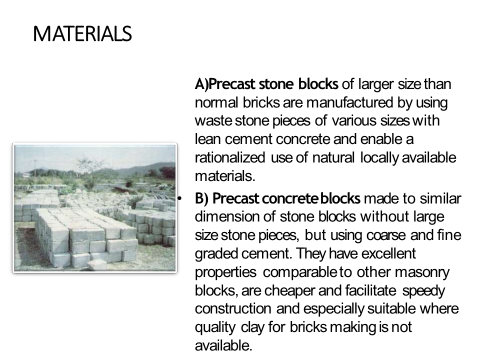 MATERIALS
A)Precast stone blocks of larger size than
normal bricks are manufactured by using
waste stone pieces of various sizes with
lean cement concrete and enable a
rationalized use of natural locally available
materials.
• B) Precast concrete blocks made to similar
dimension of stone blocks without large
size stone pieces, but using coarse and fine
graded cement. They have excellent
properties comparable to other masonry
blocks, are cheaper and facilitate speedy
construction and especially suitable where
quality clay for bricks making is not
available.